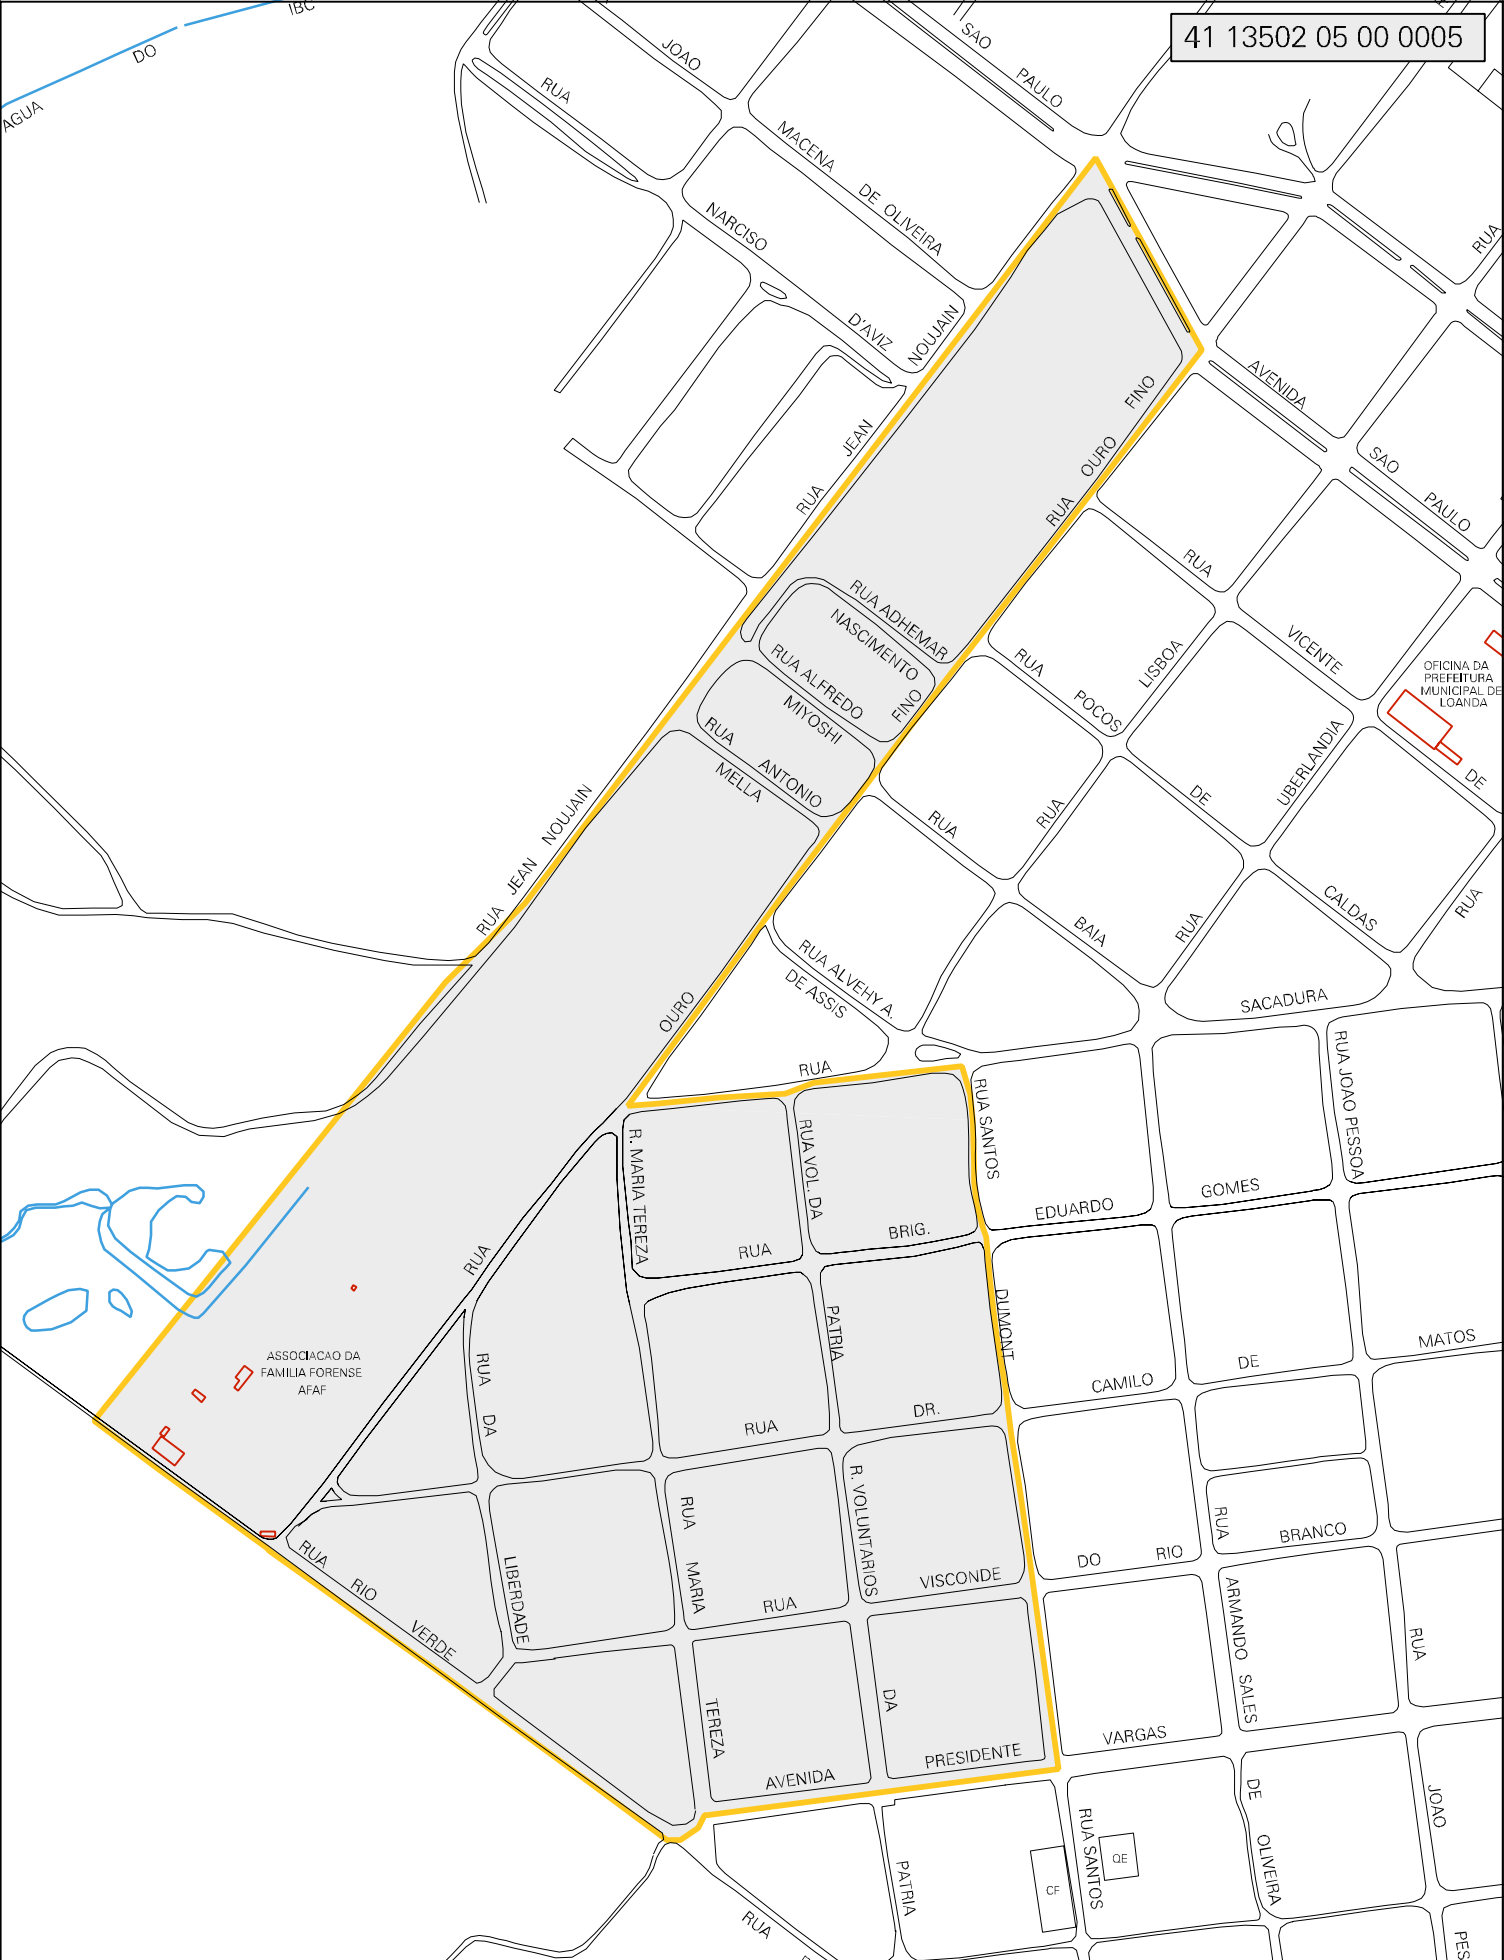 41 13502 05 00 0005
IBC
DO
AGUA
JOAO
RUA
SAO
PAULO
MACENA
DE OLIVEIRA
NARCISO
D'AVIZ
NOUJAIN
JEAN
RUA
FINO
OURO
RUA
RUA
AVENIDA
SAO
PAULO
RUA
VICENTE
OFICINA DA
PREFEITURA
MUNICIPAL DE
LOANDA
DE
RUA ADHEMAR
NASCIMENTO
RUA ALFREDO
MIYOSHI
FINO
RUA
ANTONIO
MELLA
RUA
POCOS
LISBOA
DE
UBERLANDIA
CALDAS
RUA
RUA
RUA
BAIA
RUA
NOUJAIN
JEAN
RUA
RUA ALVEHY A.
DE ASSIS
OURO
SACADURA
RUA
RUA SANTOS
RUA JOAO PESSOA
R. MARIA TEREZA
RUA VOL. DA
EDUARDO
GOMES
BRIG.
RUA
RUA
PATRIA
DUMONT
MATOS
DE
CAMILO
ASSOCIACAO DA
FAMILIA FORENSE
AFAF
RUA
DA
DR.
RUA
R. VOLUNTARIOS
RUA
MARIA
RUA
BRANCO
RIO
DO
VISCONDE
RUA
RUA
RIO
VERDE
LIBERDADE
ARMANDO
SALES
RUA
TEREZA
DA
VARGAS
PRESIDENTE
AVENIDA
DE
OLIVEIRA
JOAO
RUA SANTOS
QE
CF
PATRIA
RUA
PES